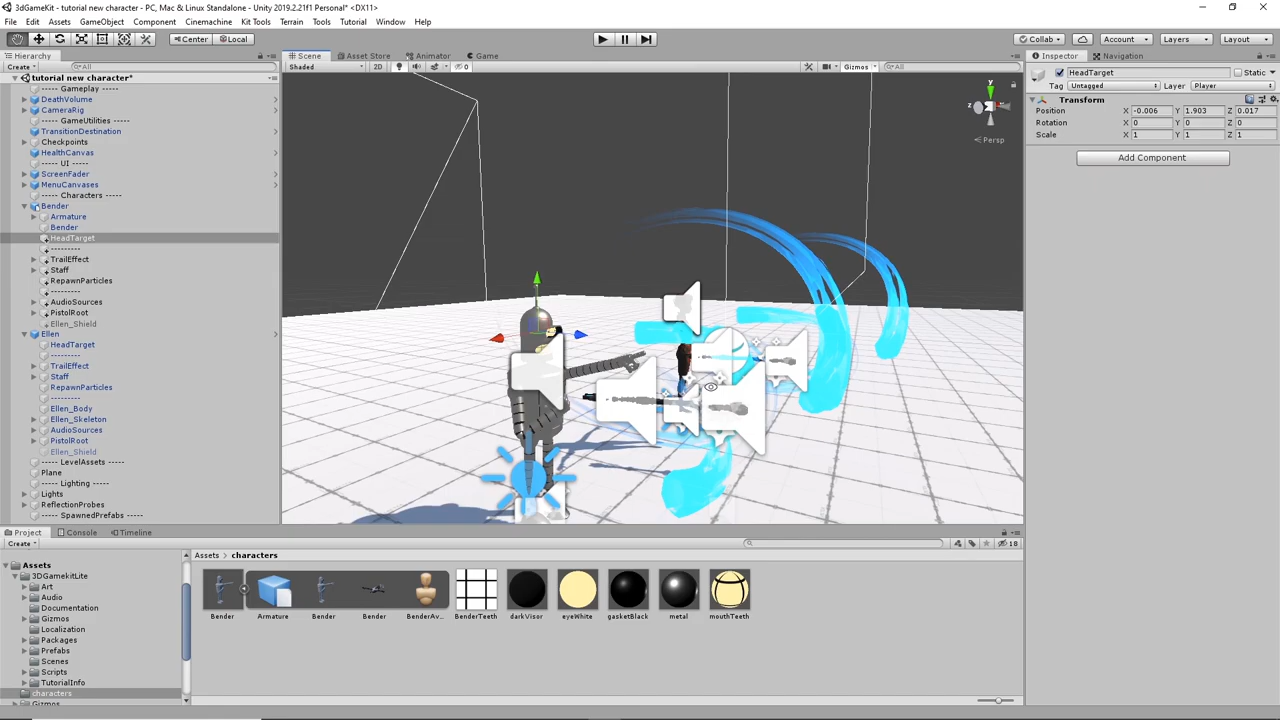 3dGameKit - tutorial new character - PC, Mac & Linux Standalone - Unity 2019.2.21f1 Personal* <DX11>
File Edit Assets GameObject Component Cinemachine Kit Tools Terrain Tools Tutorial Window Help
Center Local Collab Account Layers Layout
Hierarchy Scene Asset Store Animator Game Inspector Navigation
Create All Shaded 2D 0 Gizmos All HeadTarget Static
tutorial new character* Tag Untagged Layer Player
----- Gameplay -----
DeathVolume Transform
CameraRig Position X -0.006 Y 1.903 Z 0.017
----- GameUtilities ----- Rotation X 0 Y 0 Z 0
TransitionDestination Scale X 1 Y 1 Z 1
Checkpoints y z Persp
HealthCanvas Add Component
----- UI -----
ScreenFader
MenuCanvases
----- Characters -----
Bender
Armature
Bender
HeadTarget
---------
TrailEffect
Staff
RepawnParticles
---------
AudioSources
PistolRoot
Ellen_Shield
Ellen
HeadTarget
---------
TrailEffect
Staff
RepawnParticles
---------
Ellen_Body
Ellen_Skeleton
AudioSources
PistolRoot
Ellen_Shield
----- LevelAssets -----
Plane
----- Lighting -----
Lights
ReflectionProbes
----- SpawnedPrefabs -----
Project Console Timeline
Create 18
Assets > characters
Assets
3DGamekitLite
Art
Audio
Documentation
Gizmos
Localization
Packages
Prefabs
Scenes
Scripts
TutorialInfo
characters
Gizmos
Bender Armature Bender Bender BenderAv... BenderTeeth darkVisor eyeWhite gasketBlack metal mouthTeeth